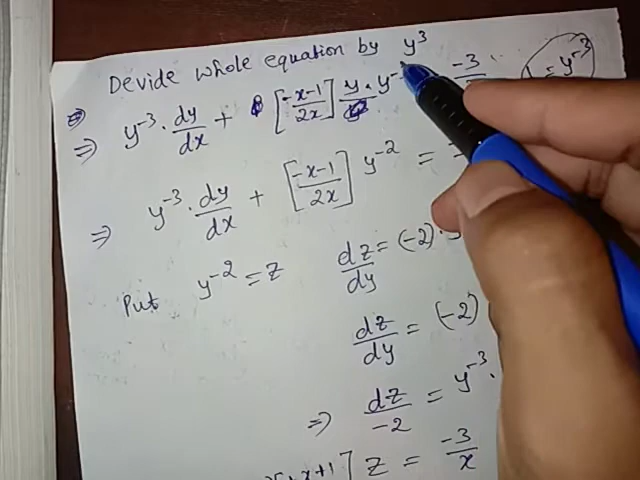 Devide whole equation by y³
⇒ y⁻³ · dy/dx + [-x-1/2x] y · y⁻ -3 = y⁻³
⇒ y⁻³ · dy/dx + [-x-1/2x] y⁻² =
Put y⁻² = z dz/dy = (-2) ·
dz/dy = (-2)
⇒ dz/-2 = y⁻³ ·
x+1] z = -3/x